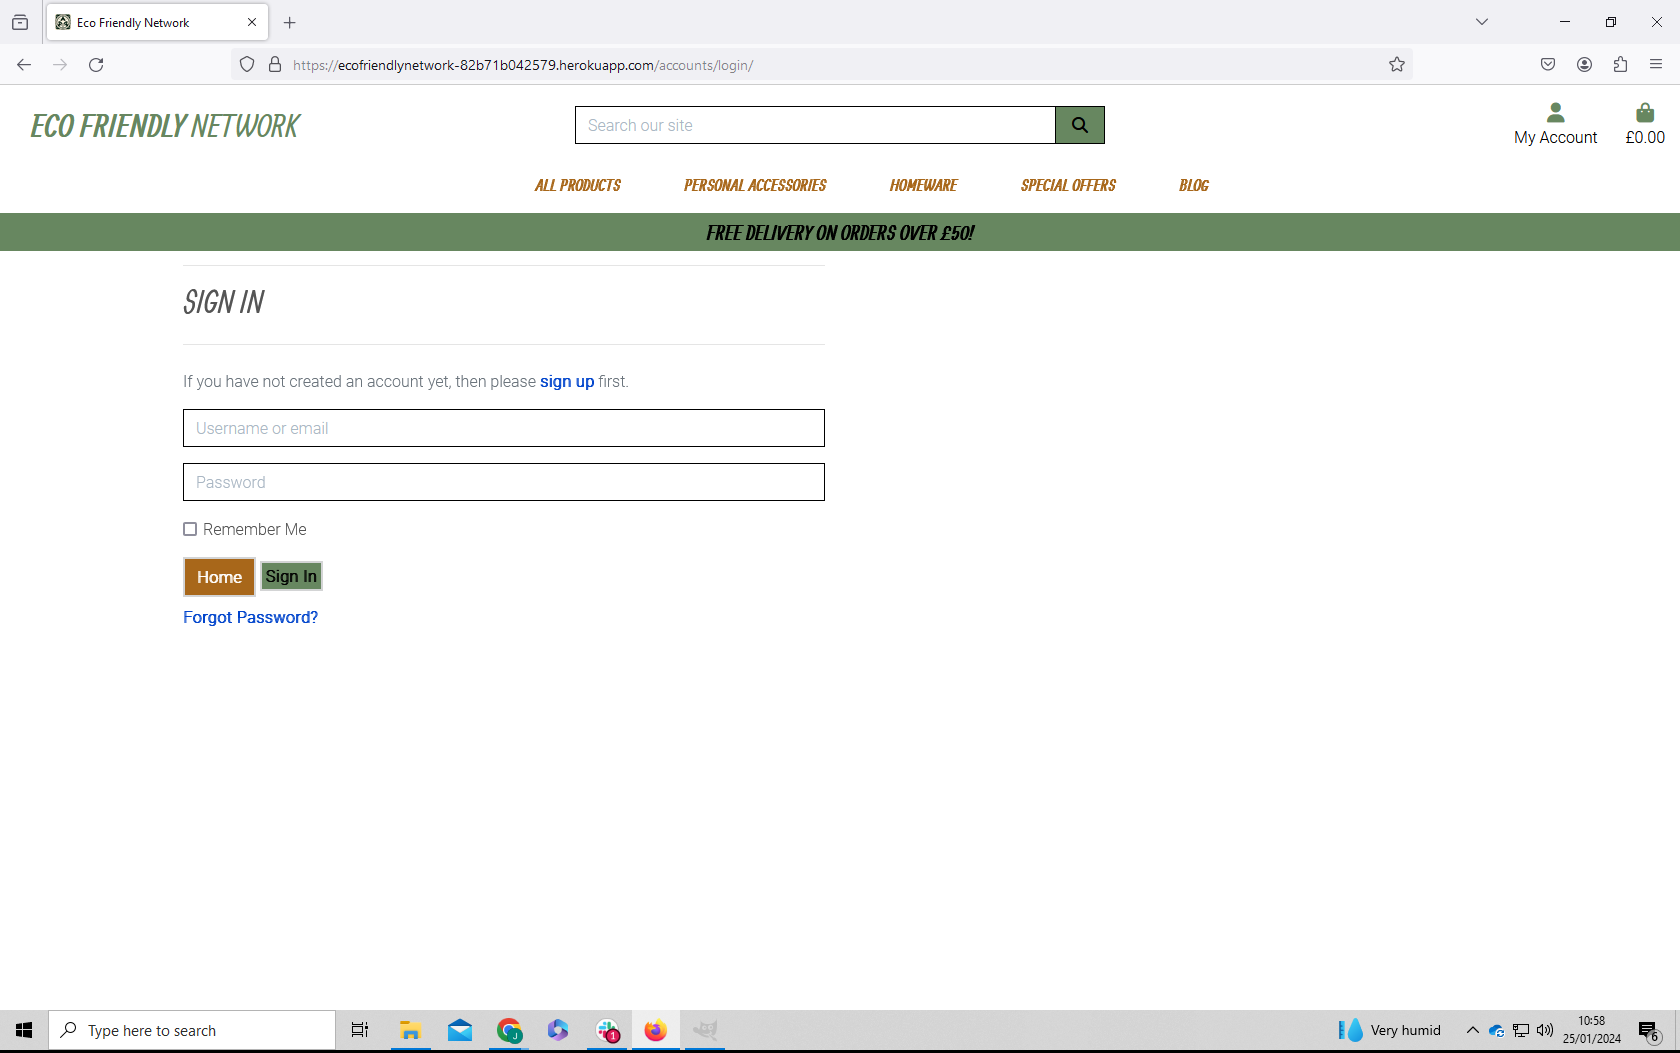 Eco Friendly Network
https://ecofriendlynetwork-82b71b042579.herokuapp.com/accounts/login/
ECO FRIENDLY NETWORK
Search our site
My Account
£0.00
ALL PRODUCTS
PERSONAL ACCESSORIES
HOMEWARE
SPECIAL OFFERS
BLOG
FREE DELIVERY ON ORDERS OVER £50!
SIGN IN
If you have not created an account yet, then please sign up first.
Username or email
Password
Remember Me
Home
Sign In
Forgot Password?
Type here to search
J
1
Very humid
10:58
25/01/2024
6